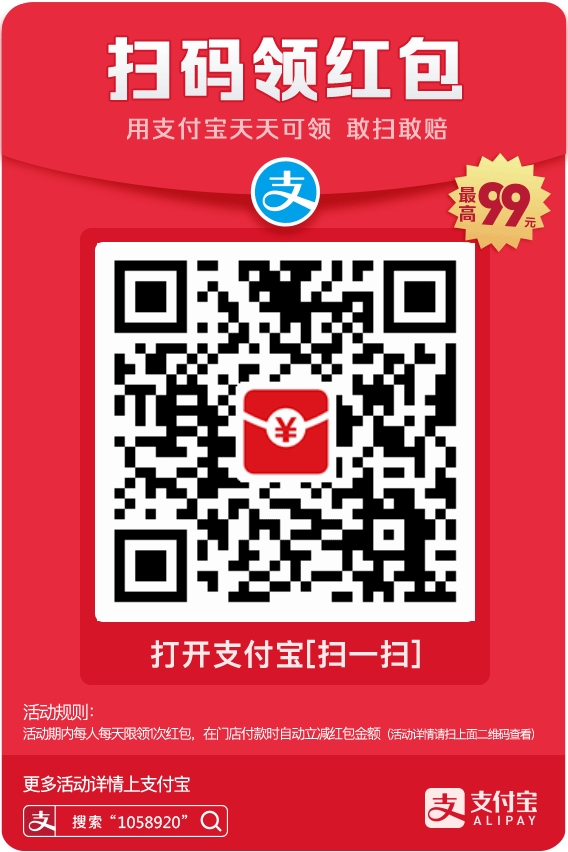 扫码领红包
用支付宝天天可领 敢扫敢赔
支
最高99元
¥
打开支付宝[扫一扫]
活动规则:
活动期内每人每天限领1次红包，在门店付款时自动立减红包金额（活动详情请扫上面二维码查看）
更多活动详情上支付宝
支 搜索“1058920”
支 支付宝
ALIPAY